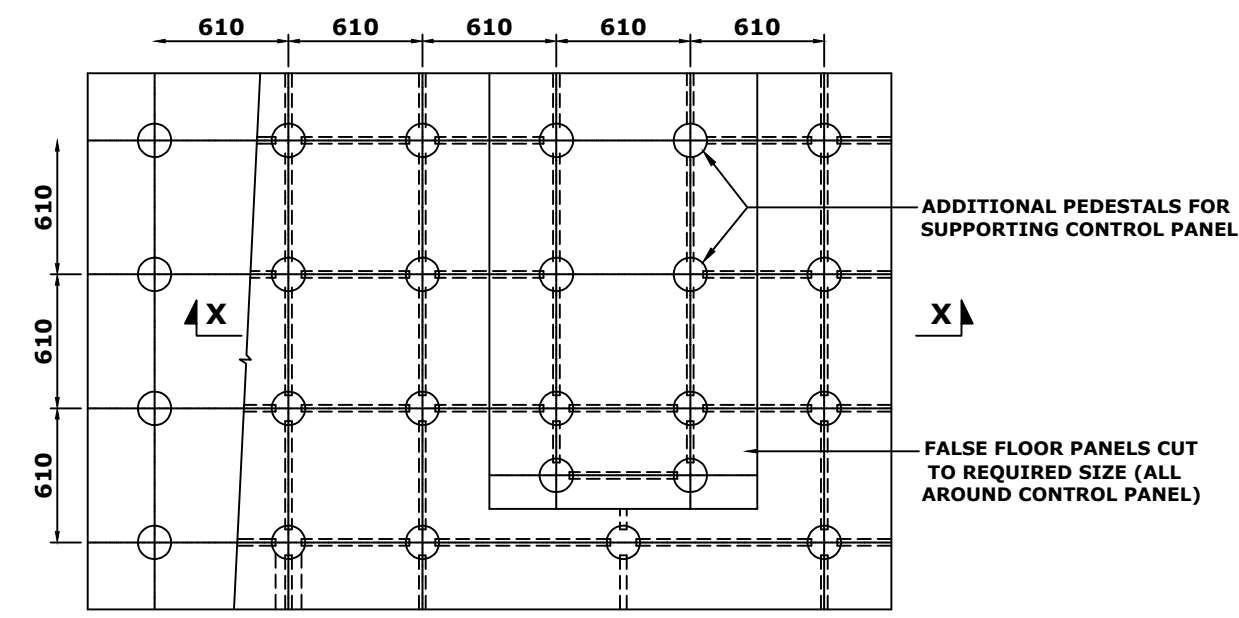 610
610
610
610
610
610
610
610
X
X
ADDITIONAL PEDESTALS FOR
SUPPORTING CONTROL PANEL
FALSE FLOOR PANELS CUT
TO REQUIRED SIZE (ALL
AROUND CONTROL PANEL)